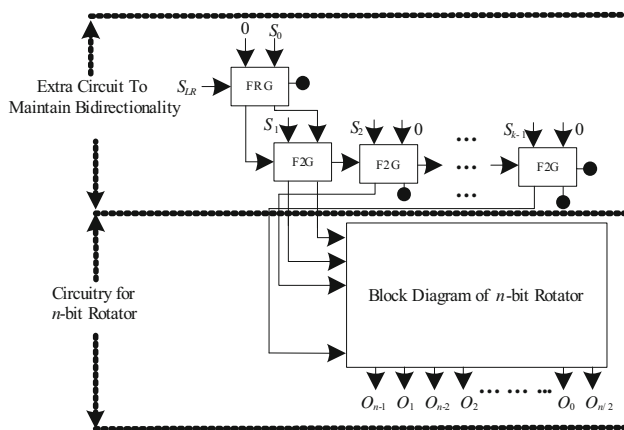 0 S0
Extra Circuit To
Maintain Bidirectionality
SLR
FRG
S1
S2 0
...
Sk-1 0
F2G
F2G
...
F2G
Circuitry for
n-bit Rotator
Block Diagram of n-bit Rotator
On-1 O1 On-2 O2 ... ... ... O0 On/2